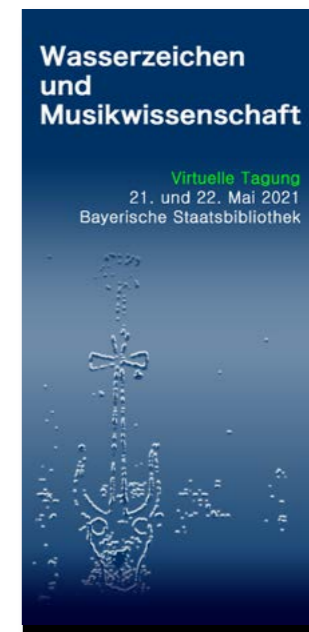 Wasserzeichen
und
Musikwissenschaft
Virtuelle Tagung
21. und 22. Mai 2021
Bayerische Staatsbibliothek